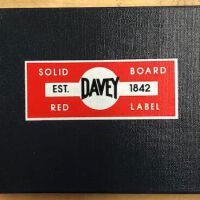 SOLID BOARD
EST. DAVEY 1842
RED LABEL